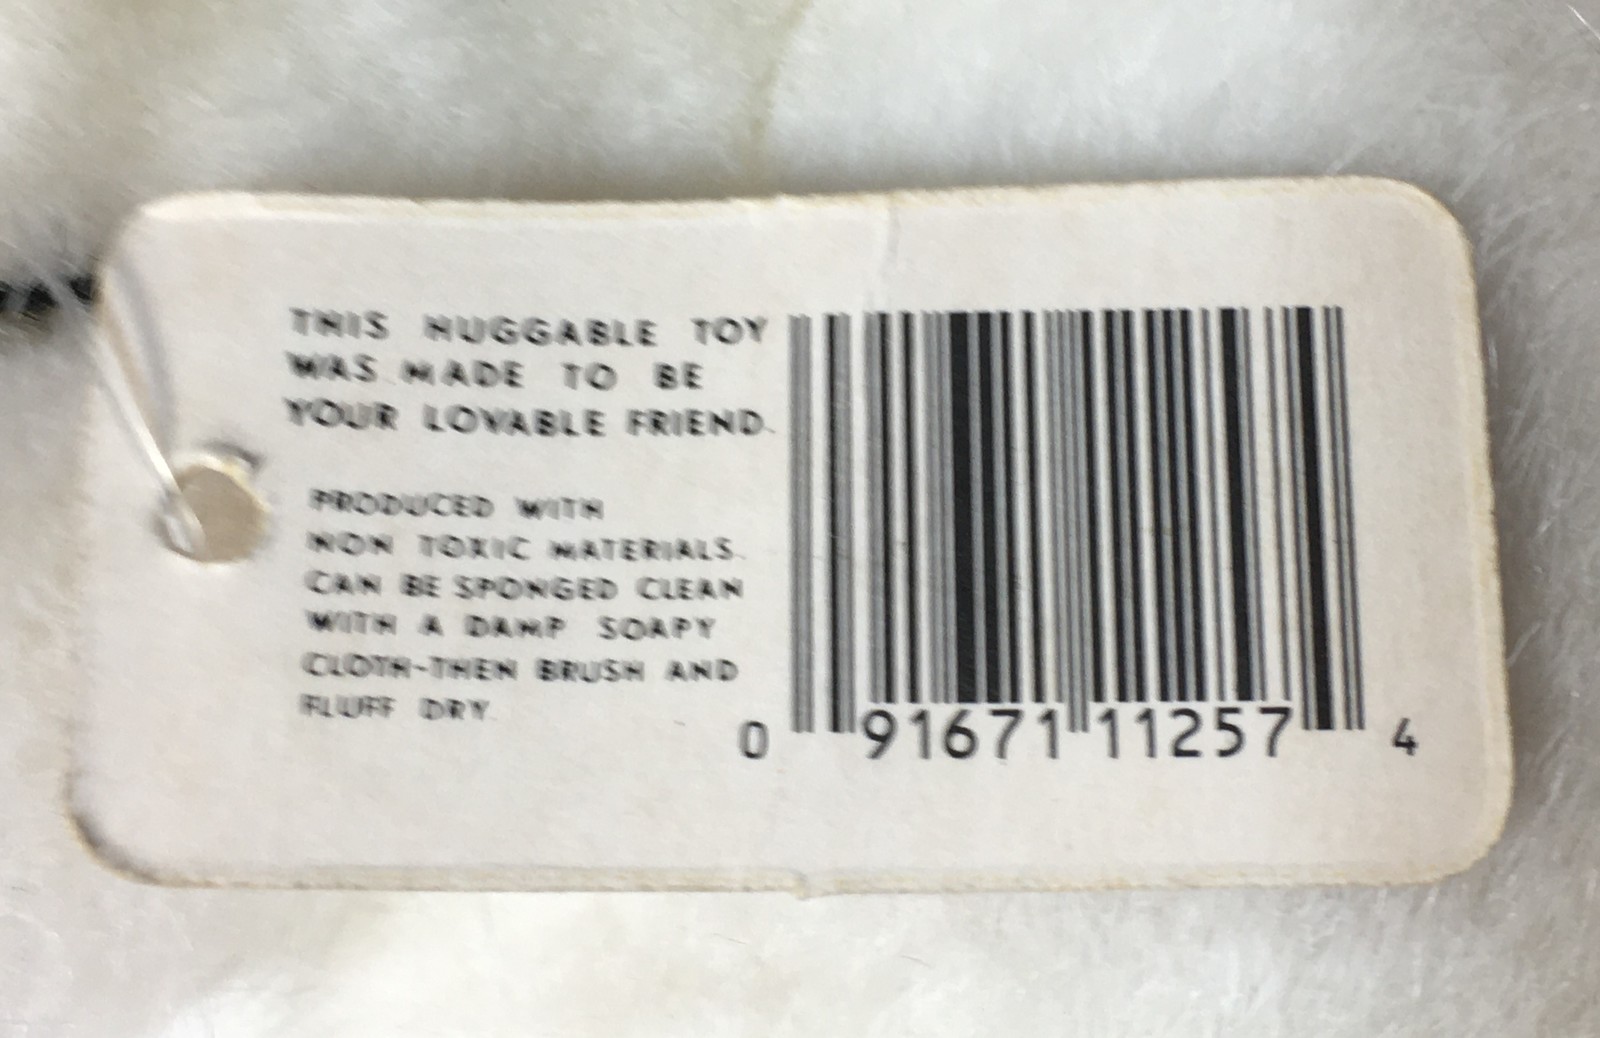 THIS HUGGABLE TOY
WAS MADE TO BE
YOUR LOVABLE FRIEND.
PRODUCED WITH
NON TOXIC MATERIALS.
CAN BE SPONGED CLEAN
WITH A DAMP SOAPY
CLOTH-THEN BRUSH AND
FLUFF DRY.
0 91671 11257 4